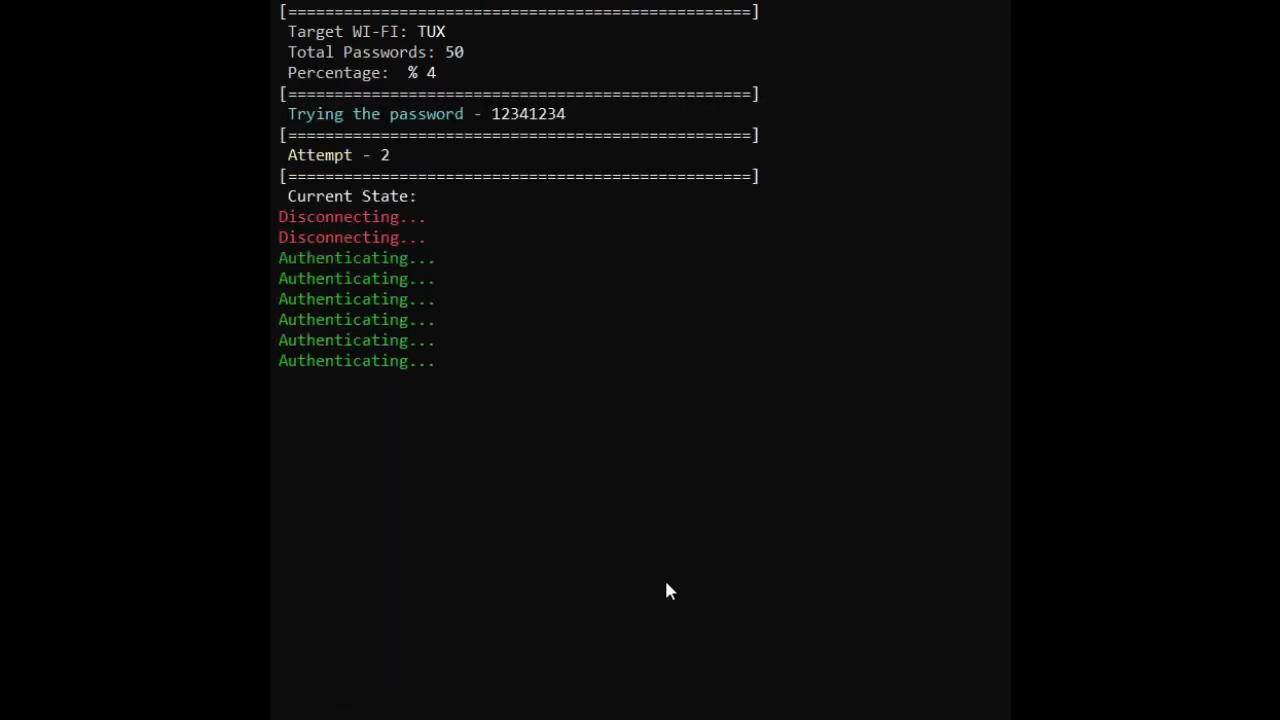 [==================================================]
Target WI-FI: TUX
Total Passwords: 50
Percentage:  % 4
[==================================================]
Trying the password - 12341234
[==================================================]
Attempt - 2
[==================================================]
Current State:
Disconnecting...
Disconnecting...
Authenticating...
Authenticating...
Authenticating...
Authenticating...
Authenticating...
Authenticating...